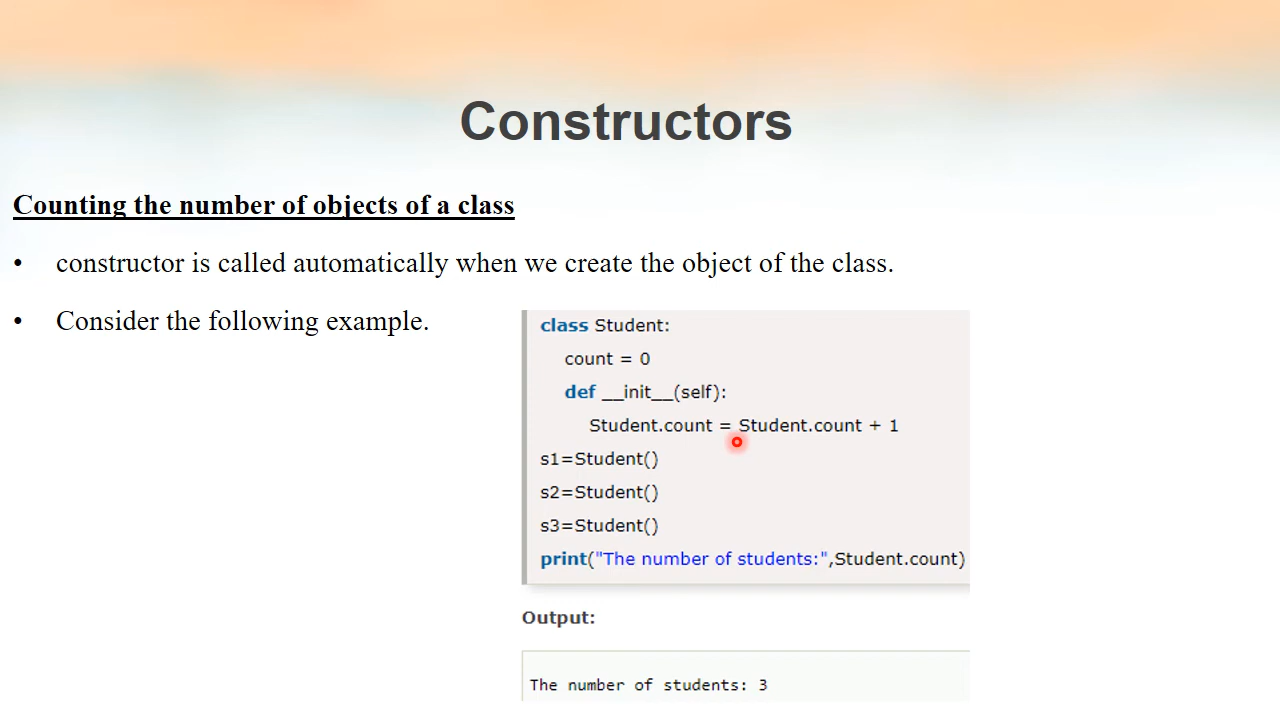 Constructors
Counting the number of objects of a class
• constructor is called automatically when we create the object of the class.
• Consider the following example.
class Student:
    count = 0
    def __init__(self):
        Student.count = Student.count + 1
s1=Student()
s2=Student()
s3=Student()
print("The number of students:",Student.count)
Output:
The number of students: 3